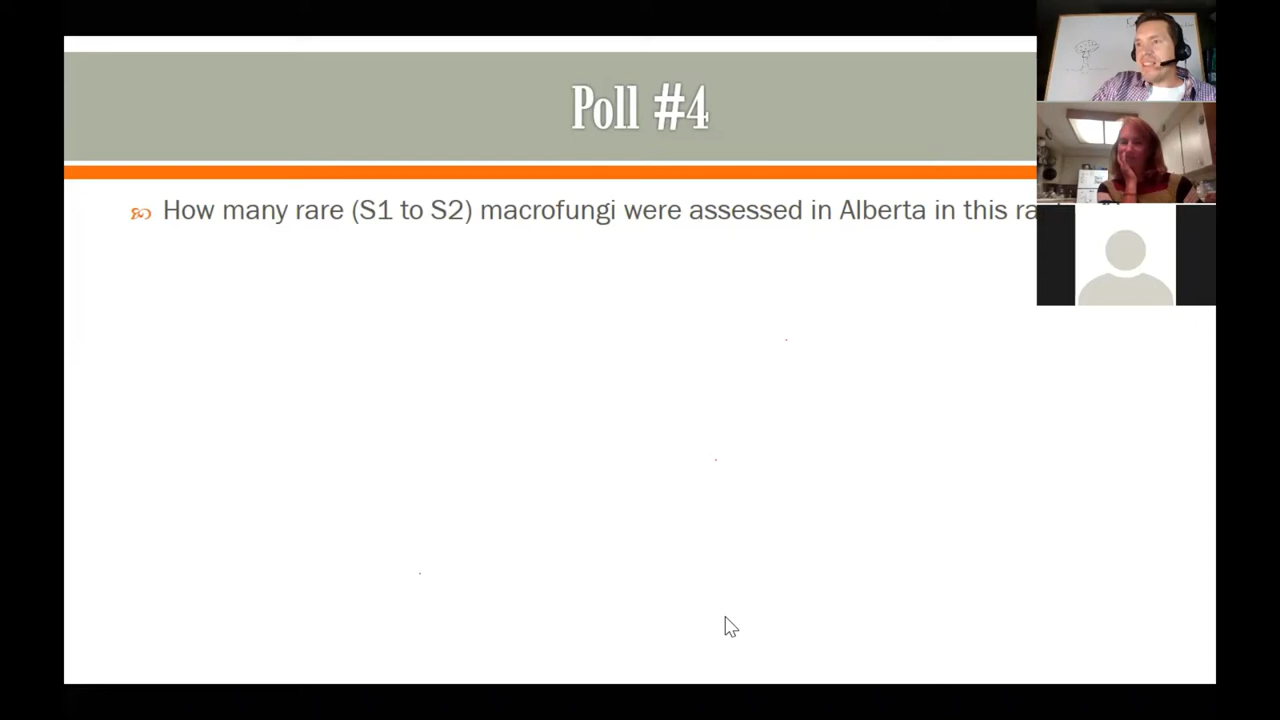 Poll #4
How many rare (S1 to S2) macrofungi were assessed in Alberta in this